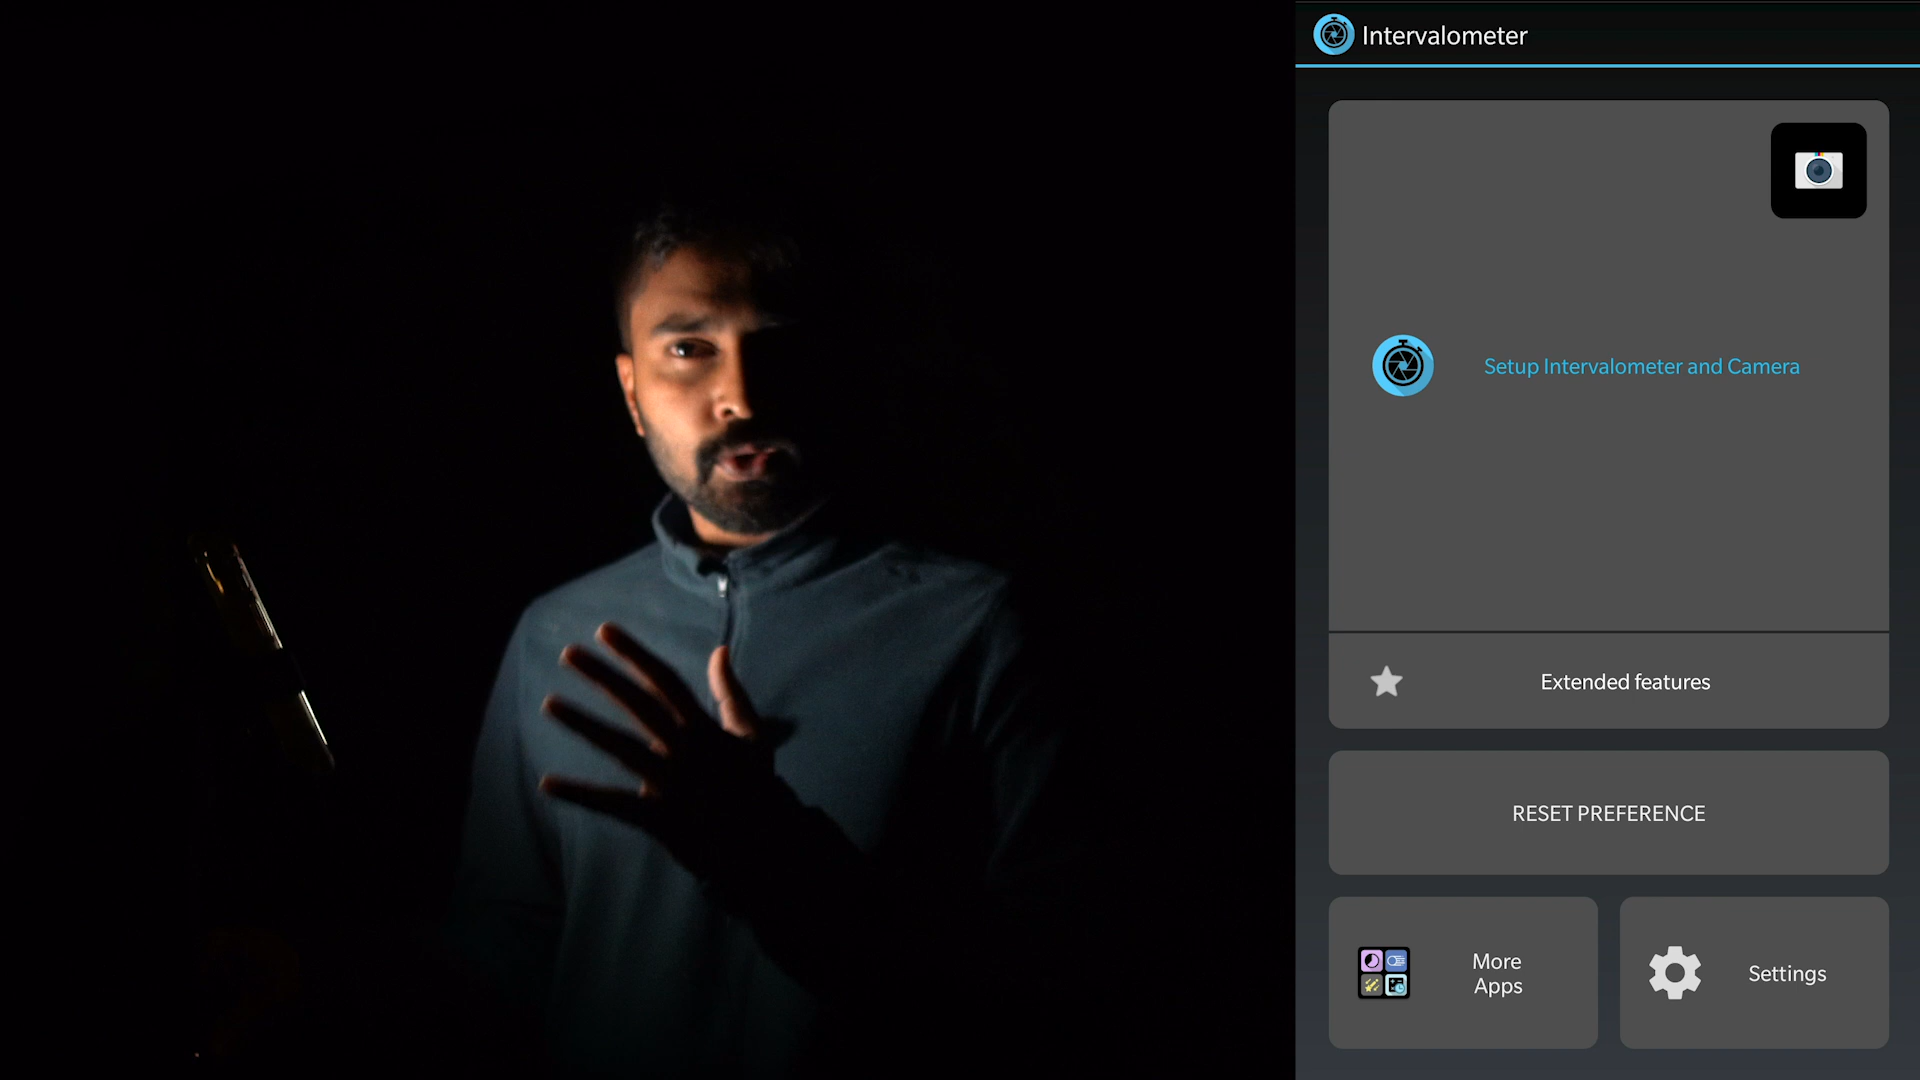 Intervalometer
Setup Intervalometer and Camera
Extended features
RESET PREFERENCE
More
Apps
Settings